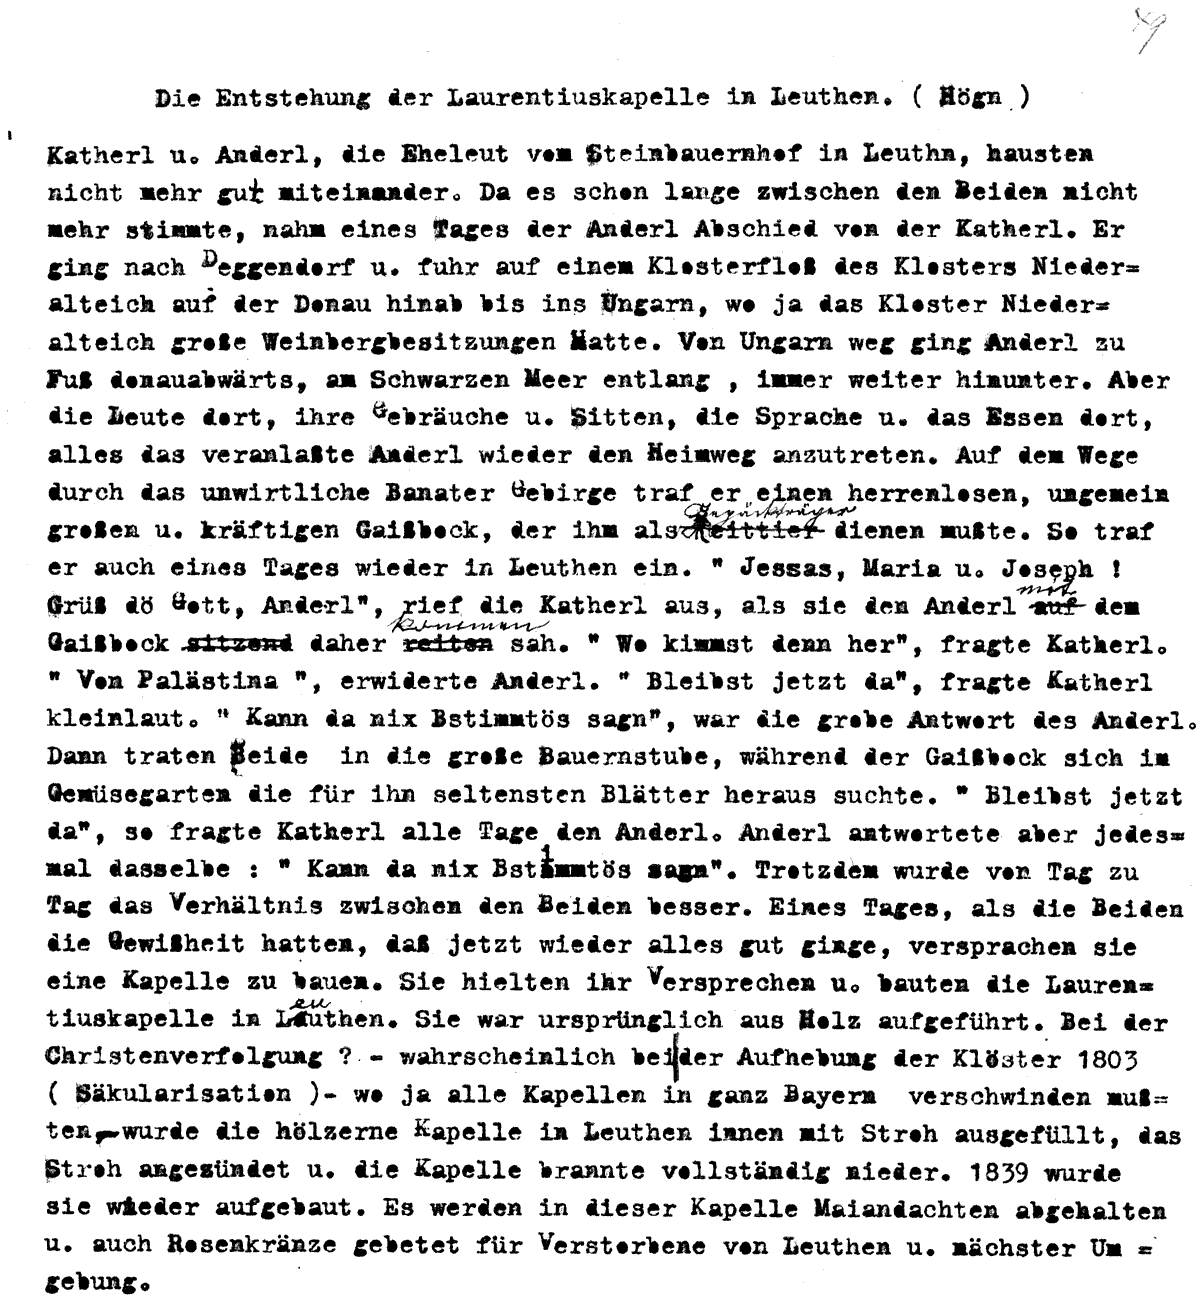 49
Die Entstehung der Laurentiuskapelle in Leuthen. ( Högn )
Katherl u. Anderl, die Eheleut vom Steinbauernhof in Leuthn, hausten
nicht mehr gut miteinander. Da es schon lange zwischen den Beiden nicht
mehr stimmte, nahm eines Tages der Anderl Abschied von der Katherl. Er
ging nach Deggendorf u. fuhr auf einem Klosterfloß des Klosters Nieder=
alteich auf der Donau hinab bis ins Ungarn, wo ja das Kloster Nieder=
alteich große Weinbergbesitzungen Hatte. Von Ungarn weg ging Anderl zu
Fuß donauabwärts, am Schwarzen Meer entlang , immer weiter hinunter. Aber
die Leute dort, ihre Gebräuche u. Sitten, die Sprache u. das Essen dort,
alles das veranlaßte Anderl wieder den Heimweg anzutreten. Auf dem Wege
durch das unwirtliche Banater Gebirge traf er einen herrenlosen, ungemein
großen u. kräftigen Gaißbock, der ihm als Reittier Gepäckträger dienen mußte. So traf
er auch eines Tages wieder in Leuthen ein. " Jessas, Maria u. Joseph !
Grüß dö Gott, Anderl", rief die Katherl aus, als sie den Anderl auf mit dem
Gaißbock sitzend daher reiten kommen sah. " Wo kimmst denn her", fragte Katherl.
" Von Palästina ", erwiderte Anderl. " Bleibst jetzt da", fragte Katherl
kleinlaut. " Kann da nix Bstimmtös sagn", war die grobe Antwort des Anderl.
Dann traten Beide in die große Bauernstube, während der Gaißbock sich im
Gemüsegarten die für ihn seltensten Blätter heraus suchte. " Bleibst jetzt
da", so fragte Katherl alle Tage den Anderl. Anderl antwortete aber jedes=
mal dasselbe : " Kann da nix Bstimmtös sagn". Trotzdem wurde von Tag zu
Tag das Verhältnis zwischen den Beiden besser. Eines Tages, als die Beiden
die Gewißheit hatten, daß jetzt wieder alles gut ginge, versprachen sie
eine Kapelle zu bauen. Sie hielten ihr Versprechen u. bauten die Lauren=
tiuskapelle in Leuthen. Sie war ursprünglich aus Holz aufgeführt. Bei der
Christenverfolgung ? - wahrscheinlich bei der Aufhebung der Klöster 1803
( Säkularisation )- wo ja alle Kapellen in ganz Bayern verschwinden muß=
ten, wurde die hölzerne Kapelle in Leuthen innen mit Stroh ausgefüllt, das
Stroh angezündet u. die Kapelle brannte vollständig nieder. 1839 wurde
sie wieder aufgebaut. Es werden in dieser Kapelle Maiandachten abgehalten
u. auch Rosenkränze gebetet für Verstorbene von Leuthen u. nächster Um =
gebung.